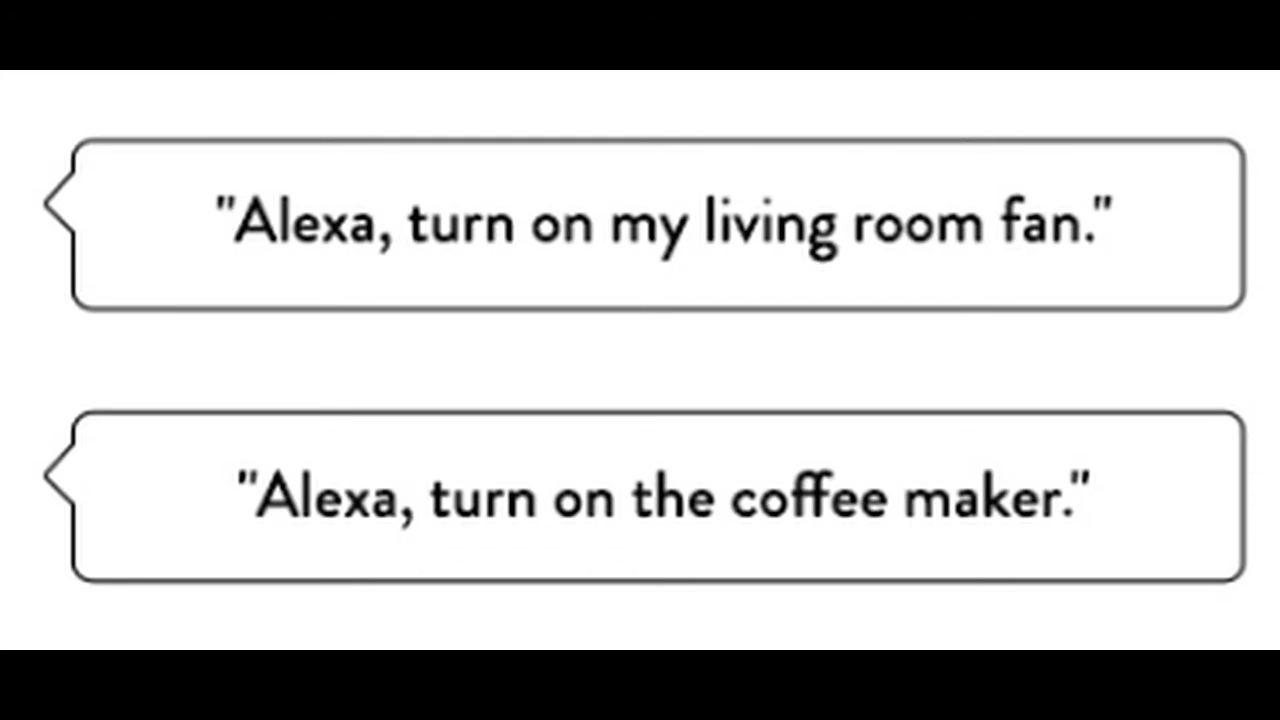 "Alexa, turn on my living room fan."
"Alexa, turn on the coffee maker."